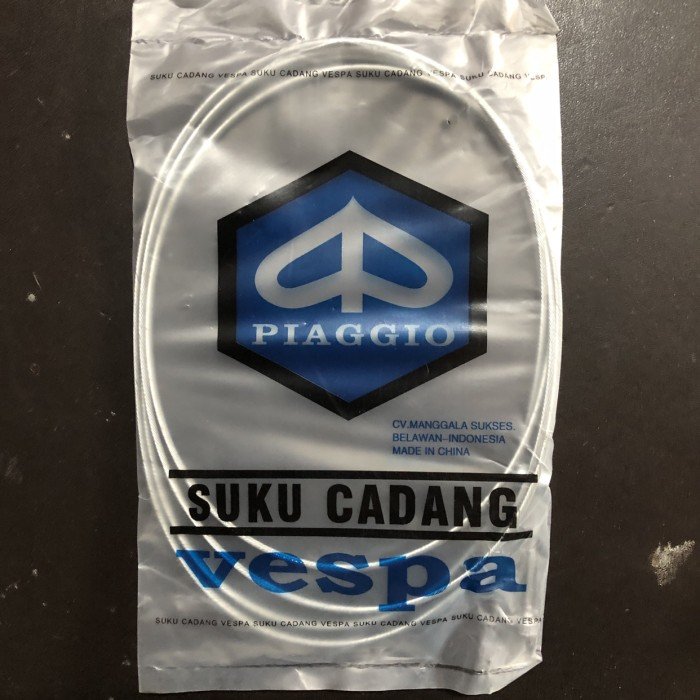 SUKU CADANG VESPA SUKU CADANG VESPA SUKU CADANG VESPA SUKU CADANG VESPA
PIAGGIO
CV.MANGGALA SUKSES.
BELAWAN-INDONESIA
MADE IN CHINA
SUKU CADANG
vespa
SUKU CADANG VESPA SUKU CADANG VESPA SUKU CADANG VESPA SUKU CADANG VESPA